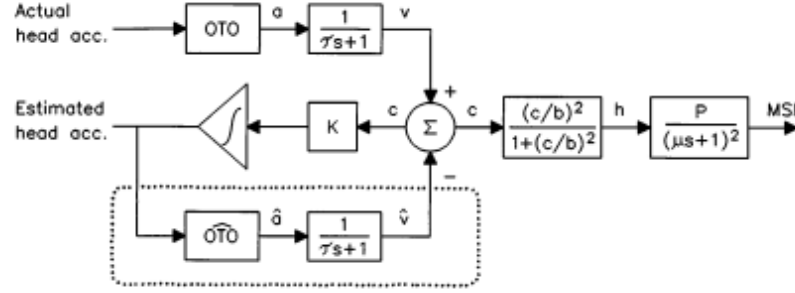 Actual head acc.
OTO
a
1
τs+1
v
+
Estimated head acc.
∫
K
c
Σ
c
(c/b)²
1+(c/b)²
h
P
(μs+1)²
MSI
−
OT̂O
â
1
τs+1
v̂